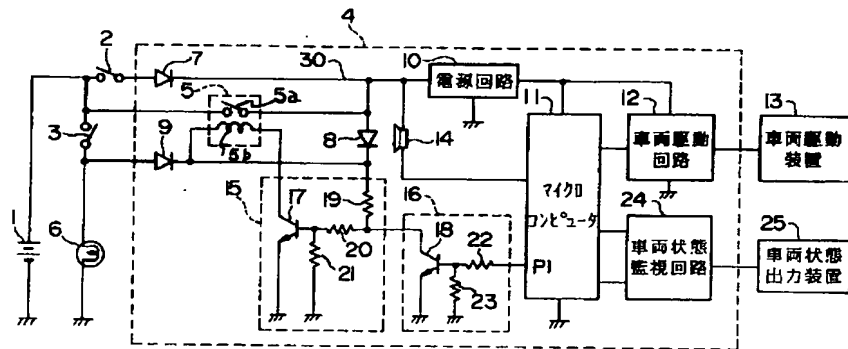 4
2
7
30
10
電源回路
5
5a
11
12
13
3
9
8
14
車両駆動
回路
車両駆動
装置
5b
15
17
19
16
マイクロ
コンピュータ
24
25
1
6
20
18
22
P1
車両状態
監視回路
車両状態
出力装置
21
23